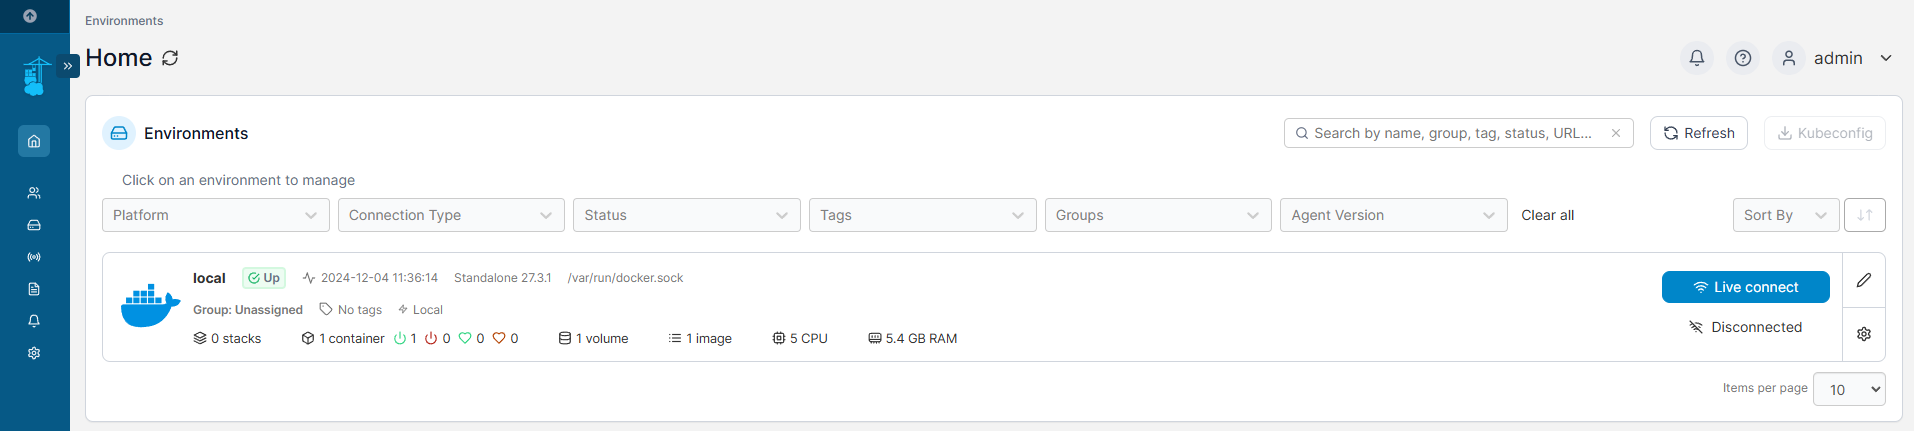 Environments
Home
admin
Environments
Search by name, group, tag, status, URL...
Refresh
Kubeconfig
Click on an environment to manage
Platform
Connection Type
Status
Tags
Groups
Agent Version
Clear all
Sort By
local Up 2024-12-04 11:36:14 Standalone 27.3.1 /var/run/docker.sock
Group: Unassigned No tags Local
0 stacks 1 container 1 0 0 0 1 volume 1 image 5 CPU 5.4 GB RAM
Live connect
Disconnected
Items per page 10